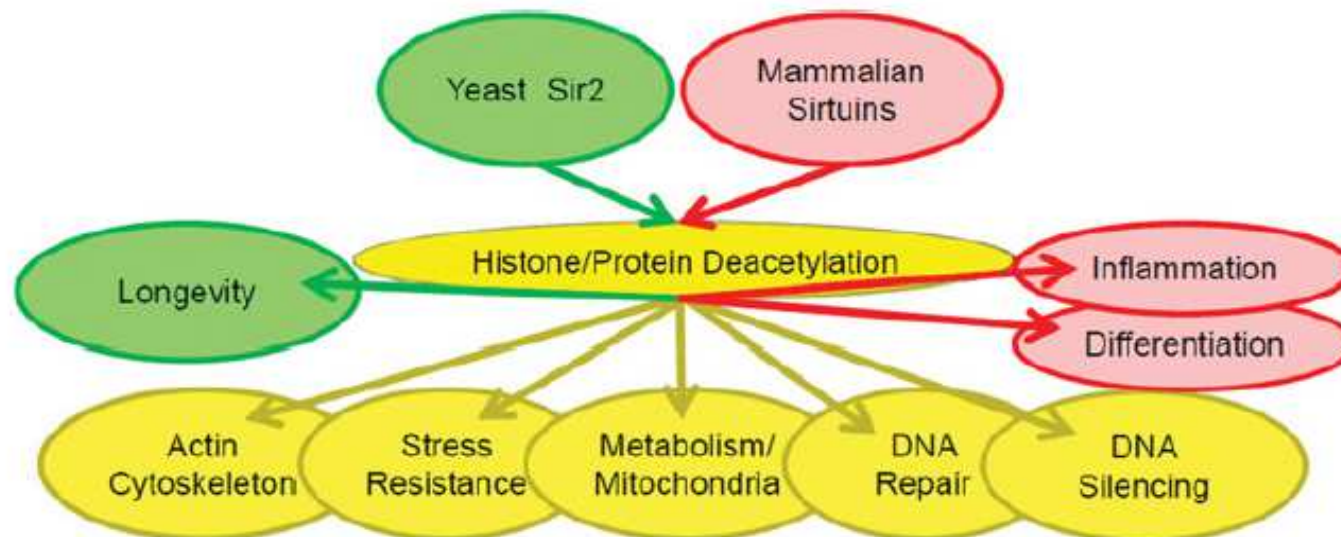 Yeast Sir2
Mammalian
Sirtuins
Histone/Protein Deacetylation
Longevity
Inflammation
Differentiation
Actin
Cytoskeleton
Stress
Resistance
Metabolism/
Mitochondria
DNA
Repair
DNA
Silencing